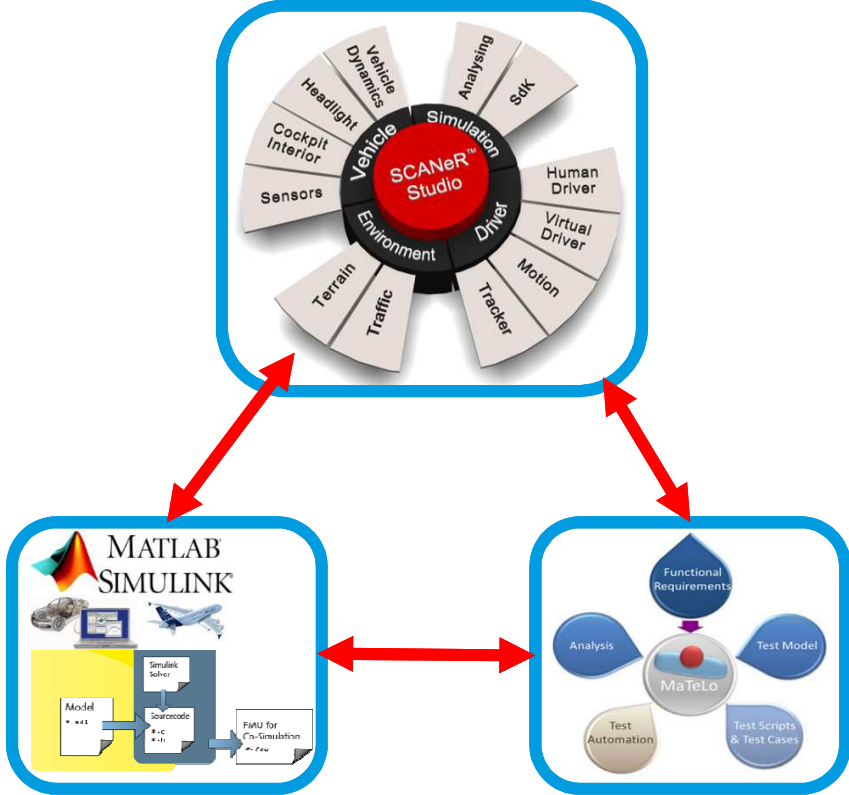 Vehicle
Dynamics
Headlight
Cockpit
Interior
Sensors
Vehicle
Analysing
SdK
Simulation
SCANeR™
Studio
Human
Driver
Virtual
Driver
Motion
Tracker
Driver
Environment
Terrain
Traffic
MATLAB®
SIMULINK®
Simulink
Solver
Model
*.mdl
Sourcecode
*.c
*.h
FMU for
Co-Simulation
Functional
Requirements
Analysis
Test Model
MaTeLo
Test
Automation
Test Scripts
& Test Cases